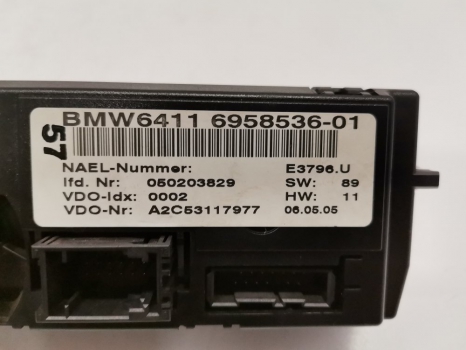 BMW6411 6958536-01
57
NAEL-Nummer: E3796.U
lfd. Nr: 050203829 SW: 89
VDO-Idx: 0002 HW: 11
VDO-Nr: A2C53117977 06.05.05